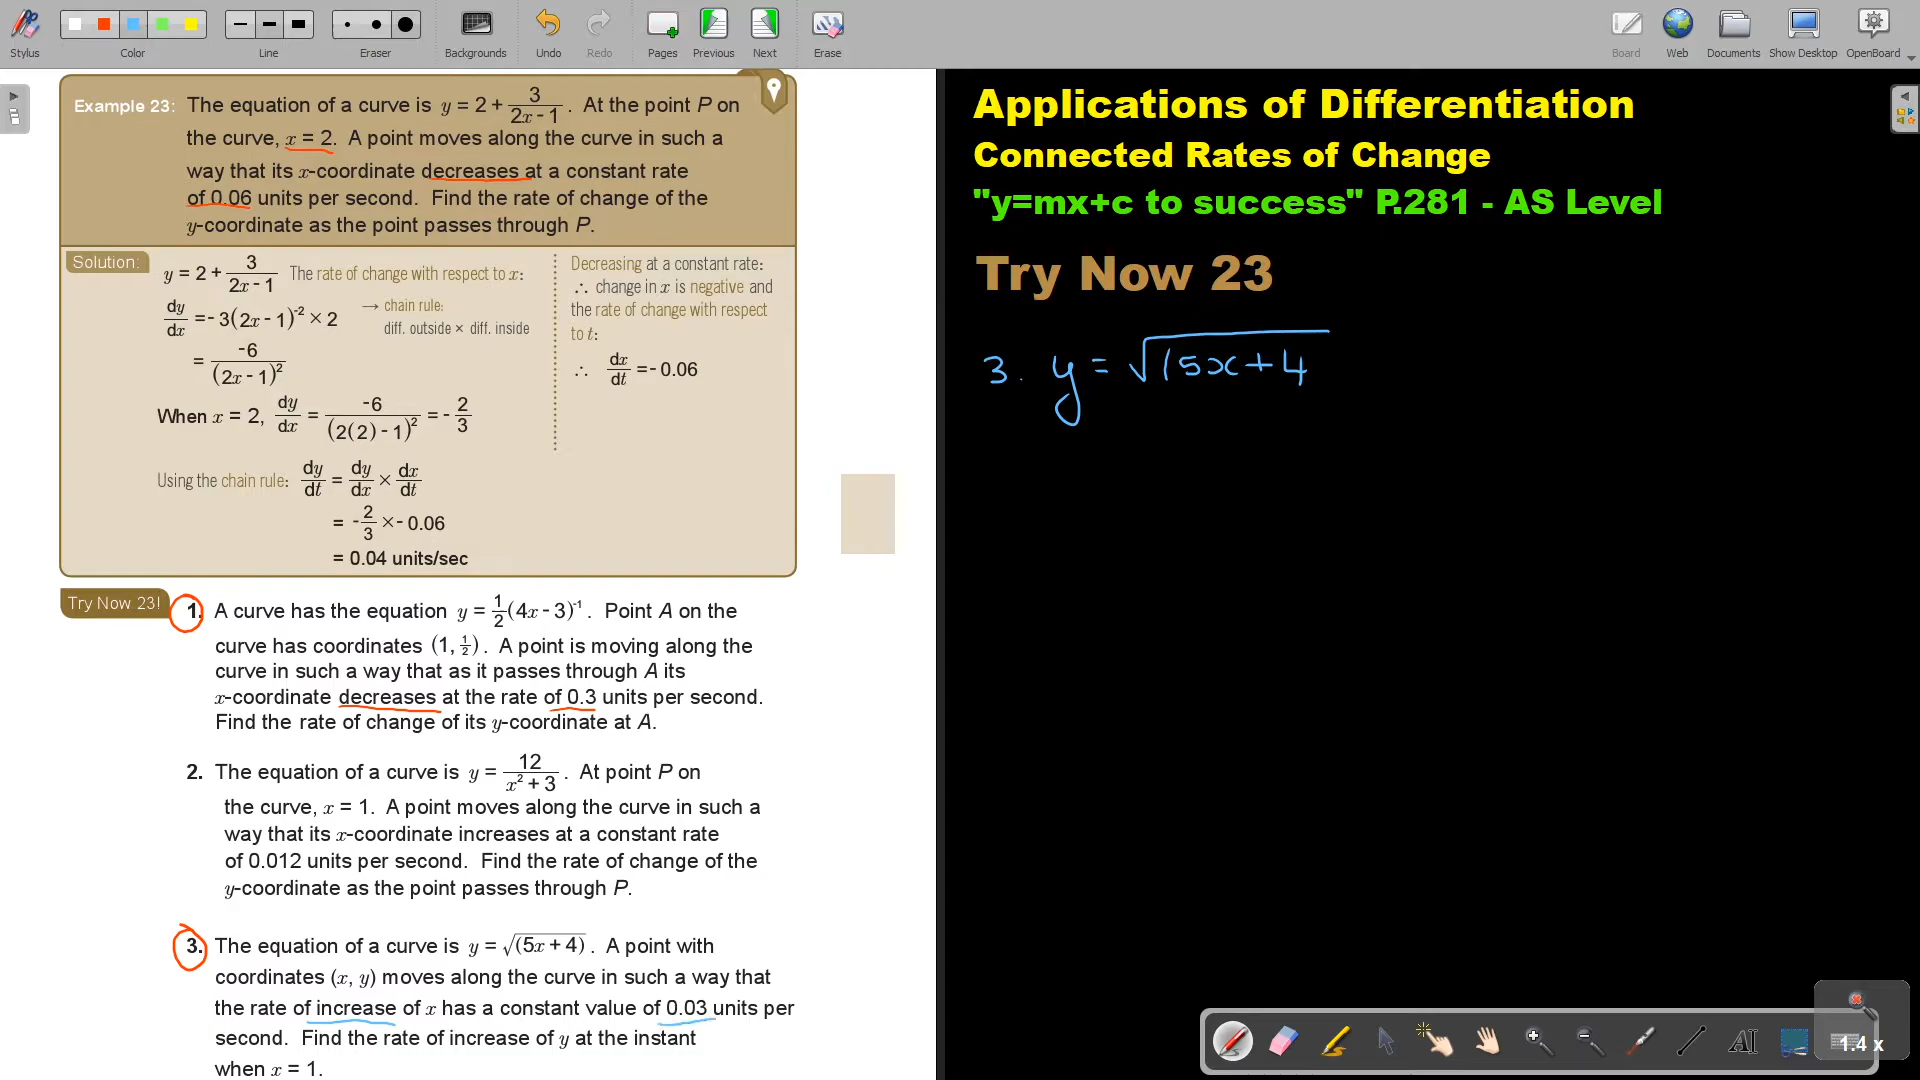 Stylus Color Line Eraser Backgrounds Undo Redo Pages Previous Next Erase Board Web Documents Show Desktop OpenBoard
Example 23: The equation of a curve is y = 2 + 3/(2x - 1). At the point P on
the curve, x = 2. A point moves along the curve in such a
way that its x-coordinate decreases at a constant rate
of 0.06 units per second. Find the rate of change of the
y-coordinate as the point passes through P.
Solution:
y = 2 + 3/(2x - 1) The rate of change with respect to x:
dy/dx = - 3(2x - 1)⁻² × 2 → chain rule:
diff. outside × diff. inside
= -6/(2x - 1)²
When x = 2, dy/dx = -6/(2(2) - 1)² = - 2/3
Decreasing at a constant rate:
∴ change in x is negative and
the rate of change with respect
to t:
∴ dx/dt = - 0.06
Using the chain rule: dy/dt = dy/dx × dx/dt
= - 2/3 × - 0.06
= 0.04 units/sec
Try Now 23!
1. A curve has the equation y = 1/2(4x - 3)⁻¹. Point A on the
curve has coordinates (1, 1/2). A point is moving along the
curve in such a way that as it passes through A its
x-coordinate decreases at the rate of 0.3 units per second.
Find the rate of change of its y-coordinate at A.
2. The equation of a curve is y = 12/(x² + 3). At point P on
the curve, x = 1. A point moves along the curve in such a
way that its x-coordinate increases at a constant rate
of 0.012 units per second. Find the rate of change of the
y-coordinate as the point passes through P.
3. The equation of a curve is y = √(5x + 4). A point with
coordinates (x, y) moves along the curve in such a way that
the rate of increase of x has a constant value of 0.03 units per
second. Find the rate of increase of y at the instant
when x = 1.
Applications of Differentiation
Connected Rates of Change
"y=mx+c to success" P.281 - AS Level
Try Now 23
3. y = √(5x+4
AI 1.4 x